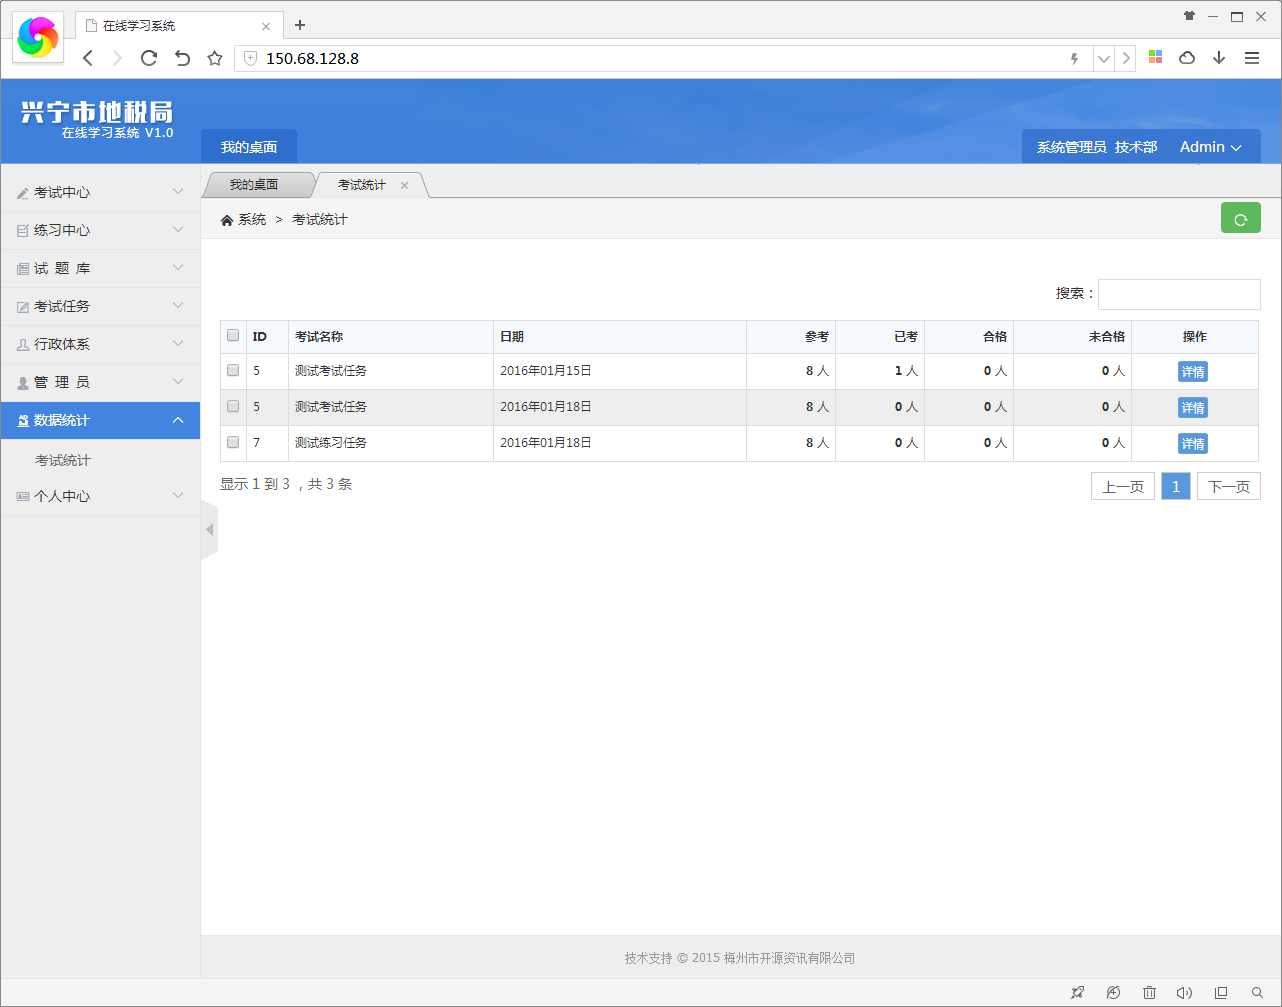 在线学习系统
150.68.128.8
兴宁市地税局
在线学习系统 V1.0
我的桌面
系统管理员 技术部 Admin
考试中心
练习中心
试 题 库
考试任务
行政体系
管 理 员
数据统计
考试统计
个人中心
我的桌面 考试统计
系统 > 考试统计
搜索：
ID 考试名称 日期 参考 已考 合格 未合格 操作
5 测试考试任务 2016年01月15日 8 人 1 人 0 人 0 人 详情
5 测试考试任务 2016年01月18日 8 人 0 人 0 人 0 人 详情
7 测试练习任务 2016年01月18日 8 人 0 人 0 人 0 人 详情
显示 1 到 3 ，共 3 条
上一页 1 下一页
技术支持 © 2015 梅州市开源资讯有限公司